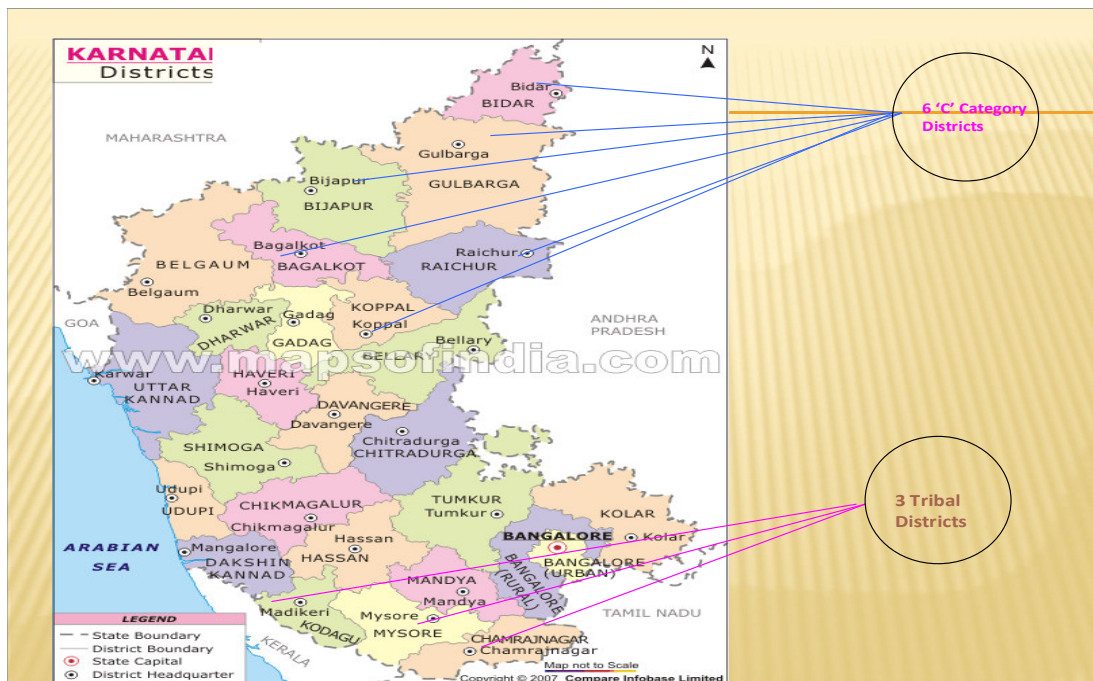 KARNATAI
Districts
N
Bidar
BIDAR
MAHARASHTRA
Gulbarga
GULBARGA
Bijapur
BIJAPUR
Bagalkot
BAGALKOT
Raichur
RAICHUR
BELGAUM
Belgaum
KOPPAL
Koppal
Dharwar
DHARWAR
Gadag
GADAG
GOA
ANDHRA
PRADESH
Bellary
BELLARY
www.mapsofindia.com
Karwar
UTTAR
KANNAD
HAVERI
Haveri
DAVANGERE
Davangere
Chitradurga
CHITRADURGA
SHIMOGA
Shimoga
Udupi
UDUPI
CHIKMAGALUR
Chikmagalur
TUMKUR
Tumkur
KOLAR
Kolar
BANGALORE
BANGALORE
(URBAN)
BANGALORE
(RURAL)
Hassan
HASSAN
ARABIAN
SEA
Mangalore
DAKSHIN
KANNAD
MANDYA
Mandya
Madikeri
KODAGU
Mysore
MYSORE
TAMIL NADU
CHAMRAJNAGAR
Chamrajnagar
KERALA
LEGEND
State Boundary
District Boundary
State Capital
District Headquarter
Map not to Scale
Copyright © 2007 Compare Infobase Limited
6 ‘C’ Category
Districts
3 Tribal
Districts